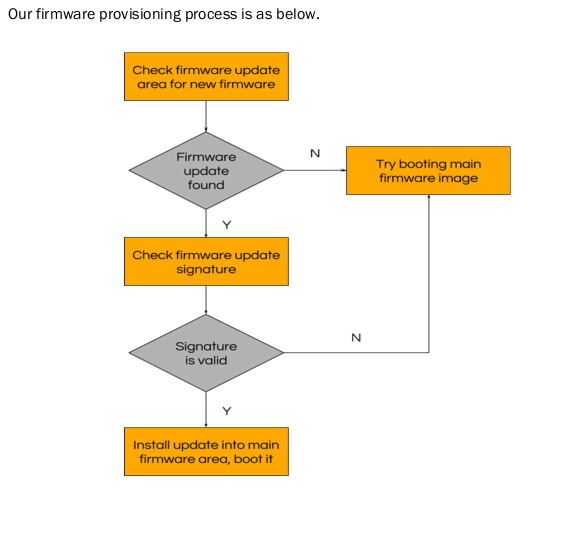 Our firmware provisioning process is as below.
Check firmware update
area for new firmware
Firmware
update
found
N
Try booting main
firmware image
Y
Check firmware update
signature
Signature
is valid
N
Y
Install update into main
firmware area, boot it